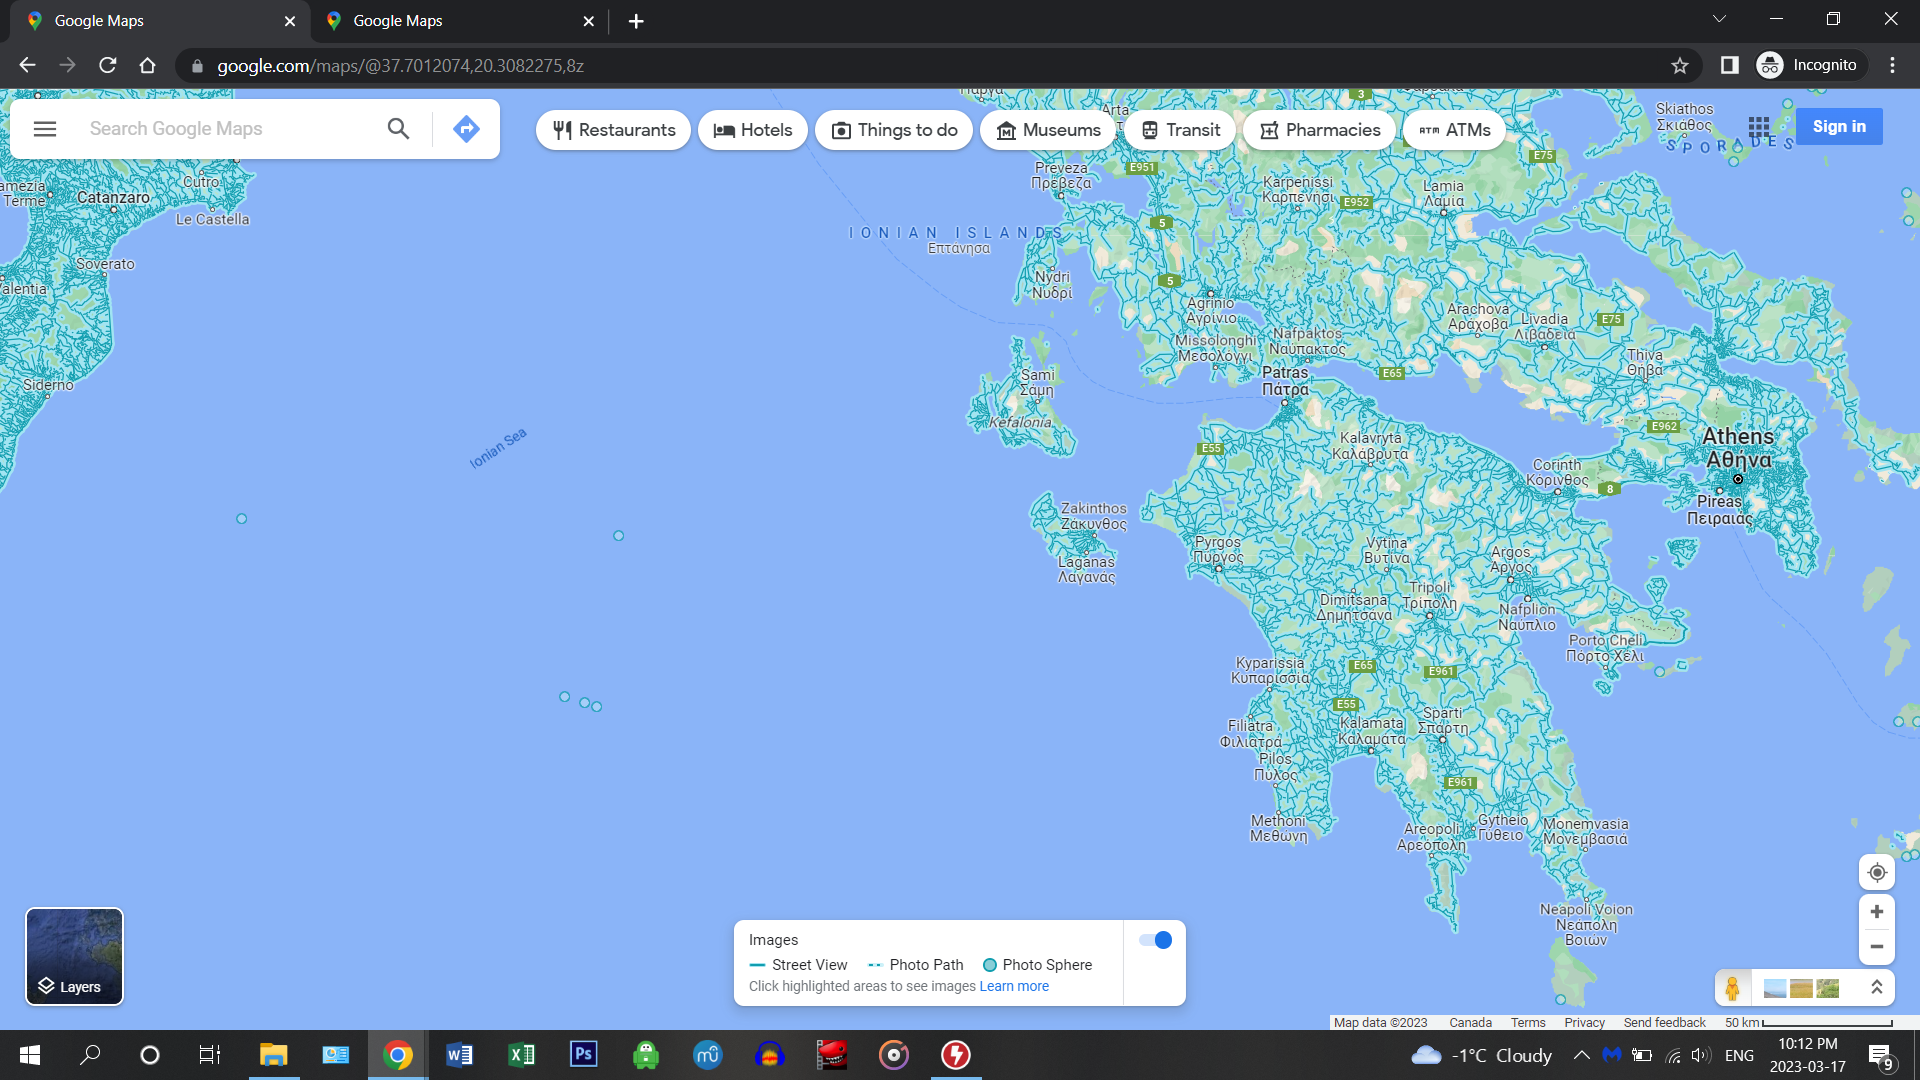 Google Maps
Google Maps
google.com/maps/@37.7012074,20.3082275,8z
Incognito
Search Google Maps
Restaurants
Hotels
Things to do
Museums
Transit
Pharmacies
ATM ATMs
Sign in
Arta
3
Skiathos
Σκιάθος
SPORADES
E75
E951
Preveza
Πρέβεζα
Karpenissi
Καρπενήσι
E952
Lamia
Λαμία
Cutro
Catanzaro
Terme
Le Castella
5
IONIAN ISLANDS
Επτάνησα
Soverato
Nydri
Νυδρί
5
Agrinio
Αγρίνιο
Arachova
Αράχοβα
Livadia
Λιβαδειά
E75
Missolonghi
Μεσολόγγι
Nafpaktos
Ναύπακτος
Thiva
Θήβα
Siderno
Sami
Σάμη
Patras
Πάτρα
E65
Kefalonia
E962
Athens
Αθήνα
Ionian Sea
E55
Kalavryta
Καλάβρυτα
Corinth
Κόρινθος
8
Pireas
Πειραιάς
Zakinthos
Ζάκυνθος
Laganas
Λαγανάς
Pyrgos
Πύργος
Vytina
Βυτίνα
Argos
Άργος
Dimitsana
Δημητσάνα
Tripoli
Τρίπολη
Nafplion
Ναύπλιο
Porto Cheli
Πόρτο Χέλι
Kyparissia
Κυπαρισσία
E65
E961
E55
Filiatra
Φιλιατρά
Kalamata
Καλαμάτα
Sparti
Σπάρτη
Pilos
Πύλος
E961
Methoni
Μεθώνη
Areopoli
Αρεόπολη
Gytheio
Γύθειο
Monemvasia
Μονεμβασιά
Neapoli Voion
Νεάπολη
Βοιών
Layers
Images
Street View
Photo Path
Photo Sphere
Click highlighted areas to see images Learn more
Map data ©2023
Canada
Terms
Privacy
Send feedback
50 km
-1°C Cloudy
ENG
10:12 PM
2023-03-17
9